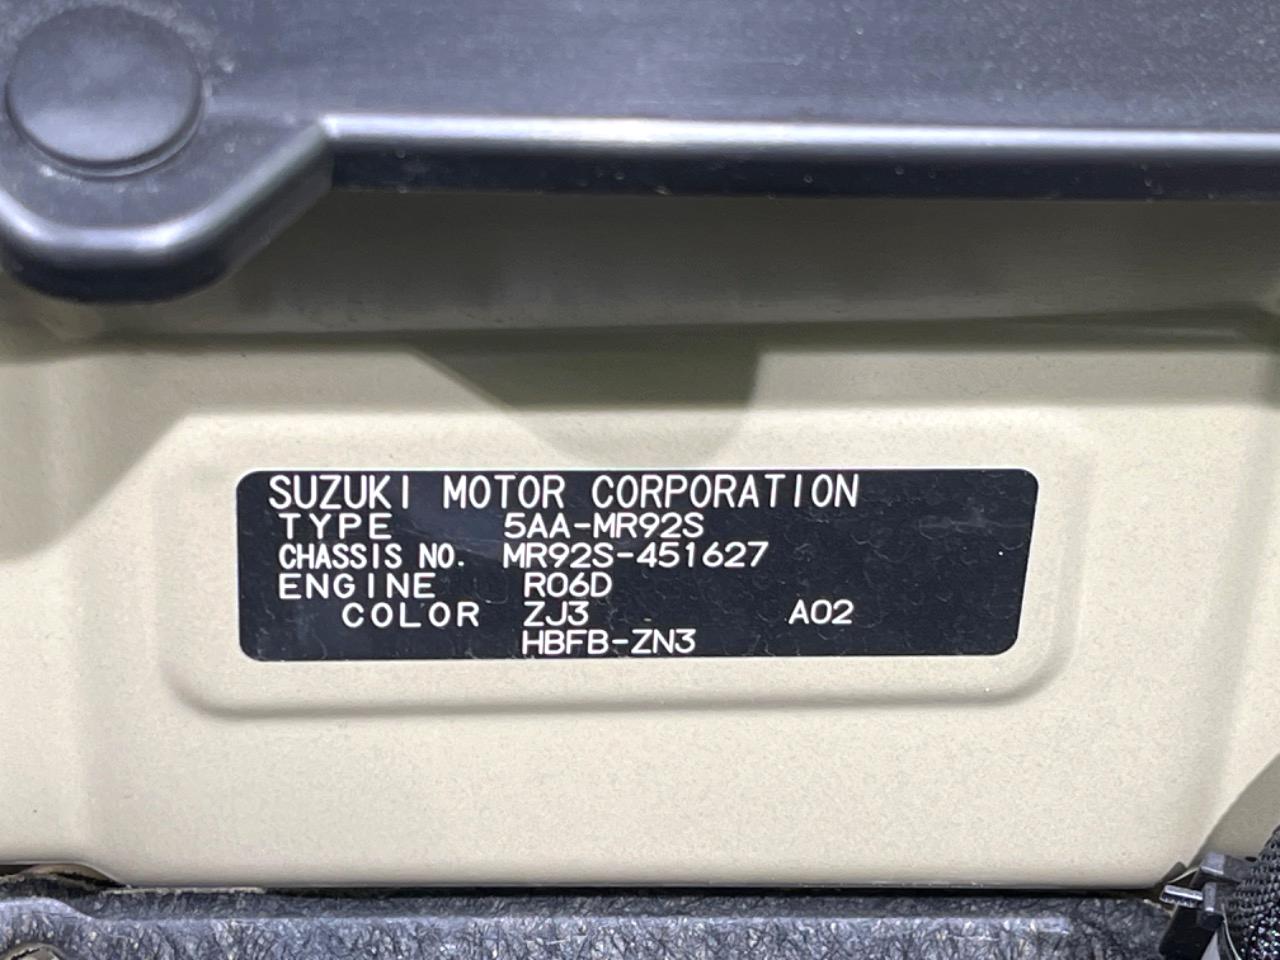 SUZUKI MOTOR CORPORATION
TYPE 5AA-MR92S
CHASSIS NO. MR92S-451627
ENGINE R06D
COLOR ZJ3 A02
HBFB-ZN3